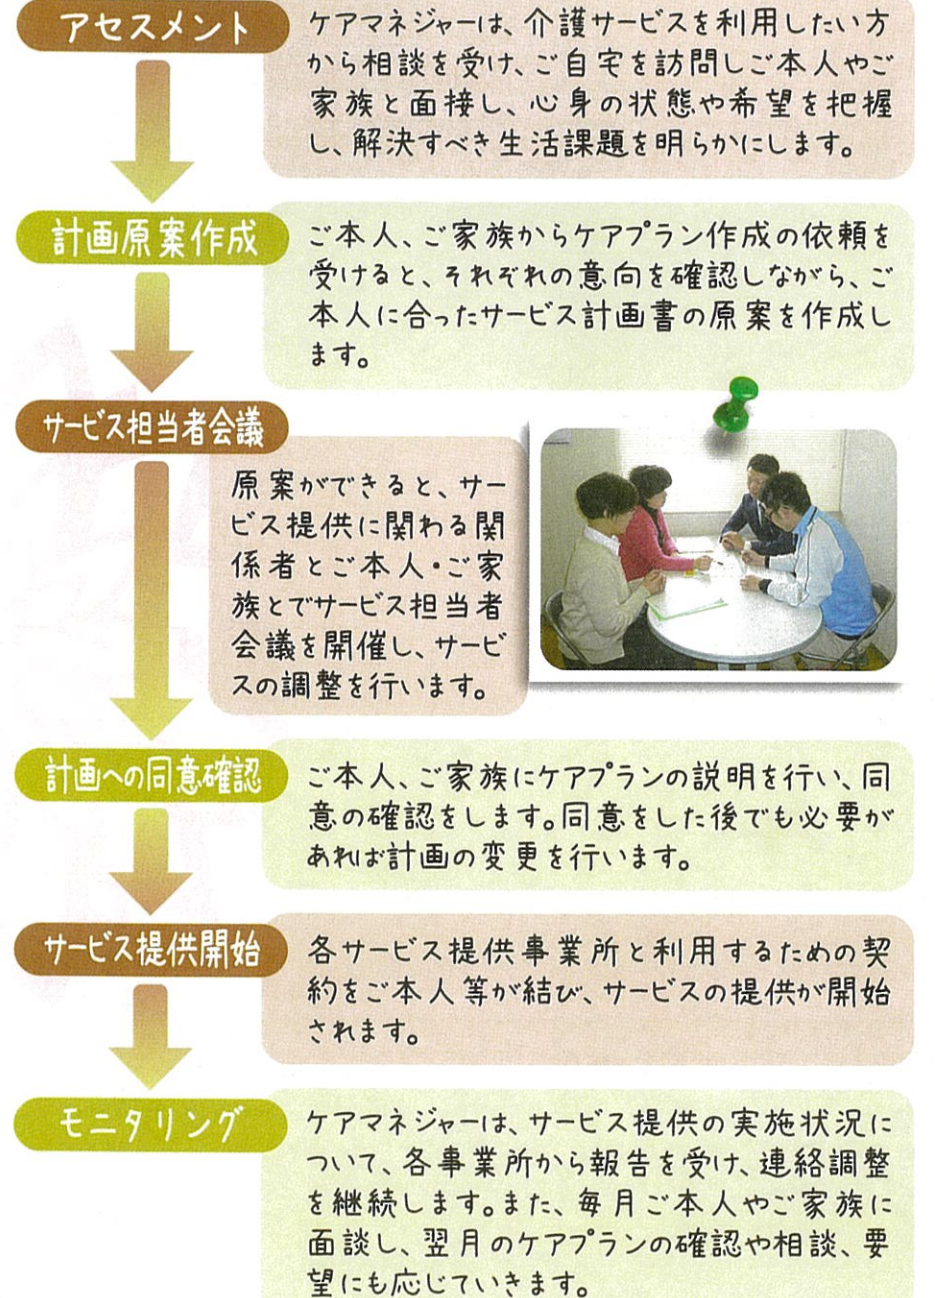 アセスメント
ケアマネジャーは、介護サービスを利用したい方
から相談を受け、ご自宅を訪問しご本人やご
家族と面接し、心身の状態や希望を把握
し、解決すべき生活課題を明らかにします。
計画原案作成
ご本人、ご家族からケアプラン作成の依頼を
受けると、それぞれの意向を確認しながら、ご
本人に合ったサービス計画書の原案を作成し
ます。
サービス担当者会議
原案ができると、サー
ビス提供に関わる関
係者とご本人・ご家
族とでサービス担当者
会議を開催し、サービ
スの調整を行います。
計画への同意確認
ご本人、ご家族にケアプランの説明を行い、同
意の確認をします。同意をした後でも必要が
あれば計画の変更を行います。
サービス提供開始
各サービス提供事業所と利用するための契
約をご本人等が結び、サービスの提供が開始
されます。
モニタリング
ケアマネジャーは、サービス提供の実施状況に
ついて、各事業所から報告を受け、連絡調整
を継続します。また、毎月ご本人やご家族に
面談し、翌月のケアプランの確認や相談、要
望にも応じていきます。